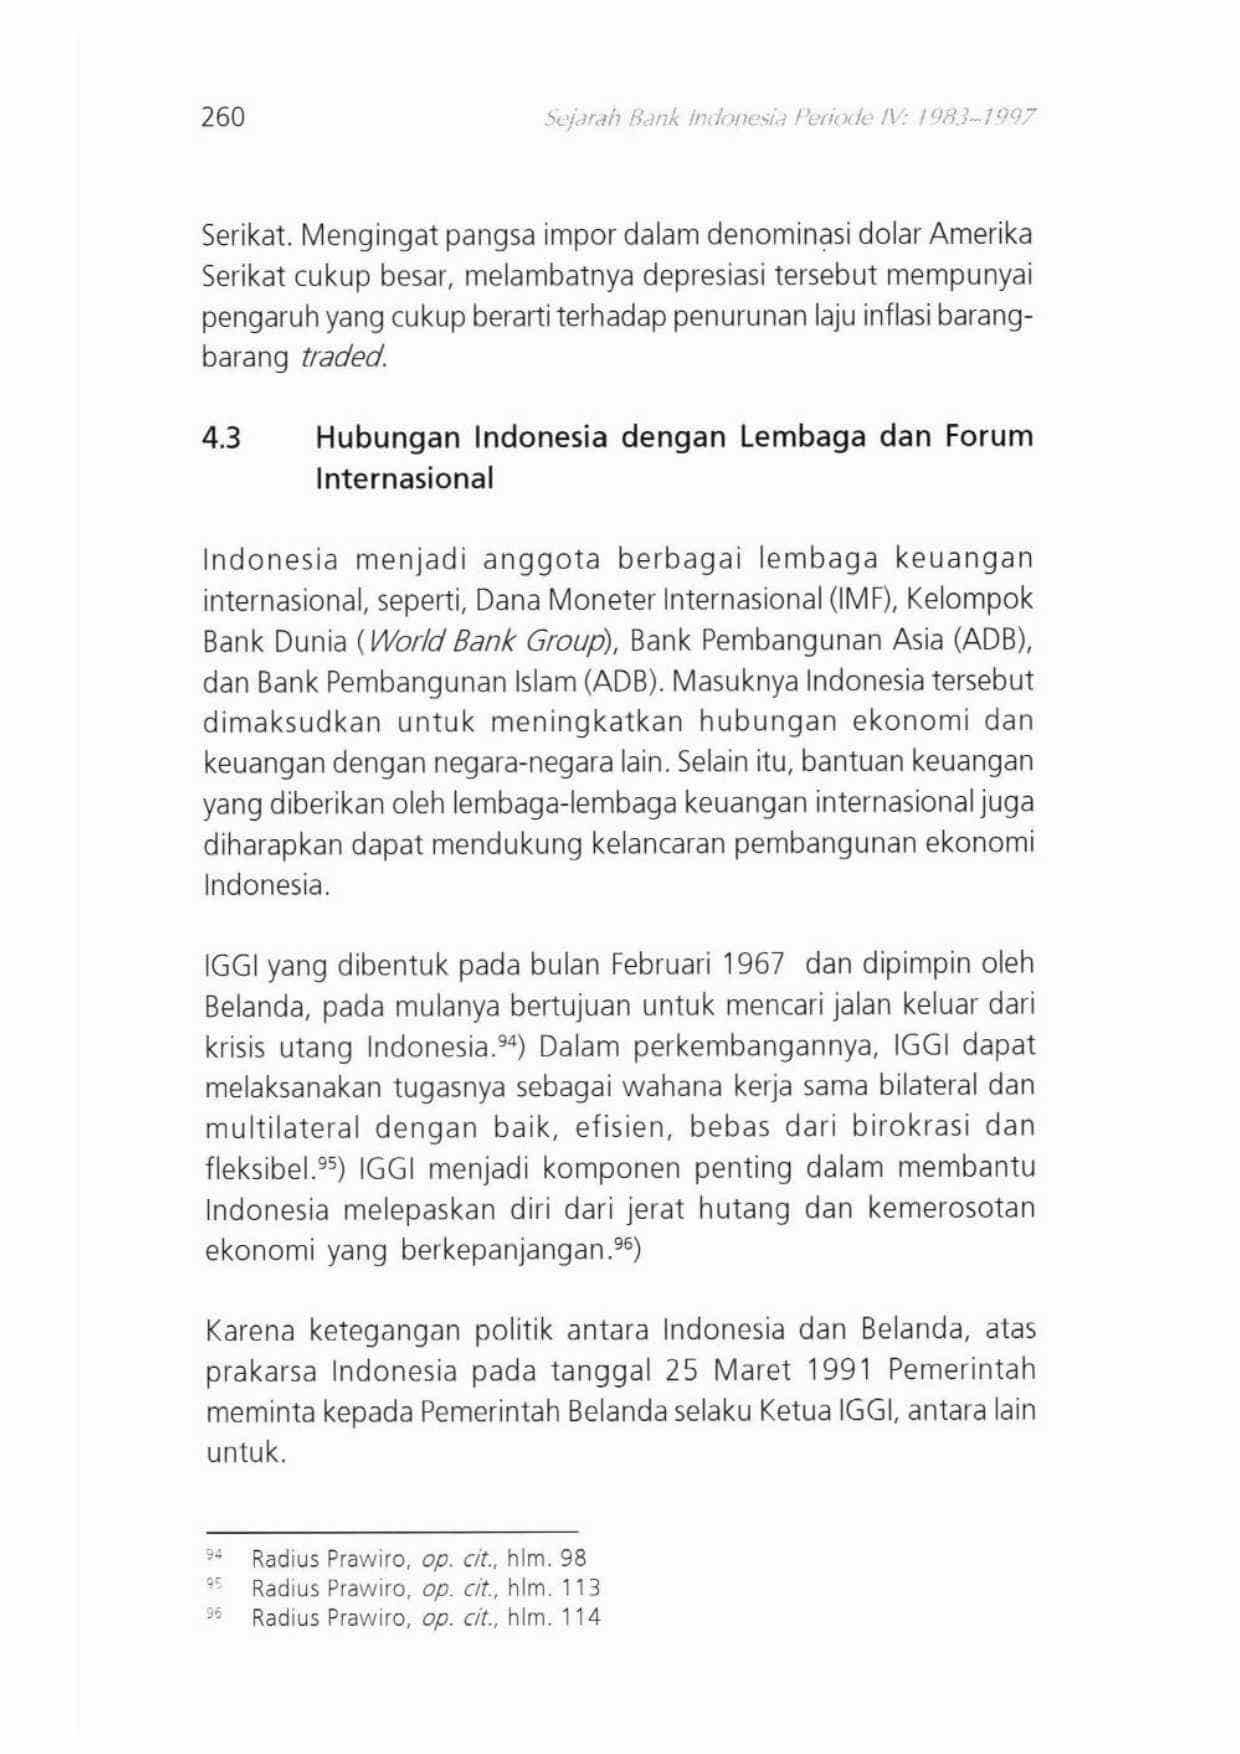 260
Sejarah Bank Indonesia Periode IV: 1983–1997
Serikat. Mengingat pangsa impor dalam denominasi dolar Amerika
Serikat cukup besar, melambatnya depresiasi tersebut mempunyai
pengaruh yang cukup berarti terhadap penurunan laju inflasi barang-
barang traded.
4.3 Hubungan Indonesia dengan Lembaga dan Forum
Internasional
Indonesia menjadi anggota berbagai lembaga keuangan
internasional, seperti, Dana Moneter Internasional (IMF), Kelompok
Bank Dunia (World Bank Group), Bank Pembangunan Asia (ADB),
dan Bank Pembangunan Islam (ADB). Masuknya Indonesia tersebut
dimaksudkan untuk meningkatkan hubungan ekonomi dan
keuangan dengan negara-negara lain. Selain itu, bantuan keuangan
yang diberikan oleh lembaga-lembaga keuangan internasional juga
diharapkan dapat mendukung kelancaran pembangunan ekonomi
Indonesia.
IGGI yang dibentuk pada bulan Februari 1967 dan dipimpin oleh
Belanda, pada mulanya bertujuan untuk mencari jalan keluar dari
krisis utang Indonesia.⁹⁴) Dalam perkembangannya, IGGI dapat
melaksanakan tugasnya sebagai wahana kerja sama bilateral dan
multilateral dengan baik, efisien, bebas dari birokrasi dan
fleksibel.⁹⁵) IGGI menjadi komponen penting dalam membantu
Indonesia melepaskan diri dari jerat hutang dan kemerosotan
ekonomi yang berkepanjangan.⁹⁶)
Karena ketegangan politik antara Indonesia dan Belanda, atas
prakarsa Indonesia pada tanggal 25 Maret 1991 Pemerintah
meminta kepada Pemerintah Belanda selaku Ketua IGGI, antara lain
untuk.
⁹⁴ Radius Prawiro, op. cit., hlm. 98
⁹⁵ Radius Prawiro, op. cit., hlm. 113
⁹⁶ Radius Prawiro, op. cit., hlm. 114